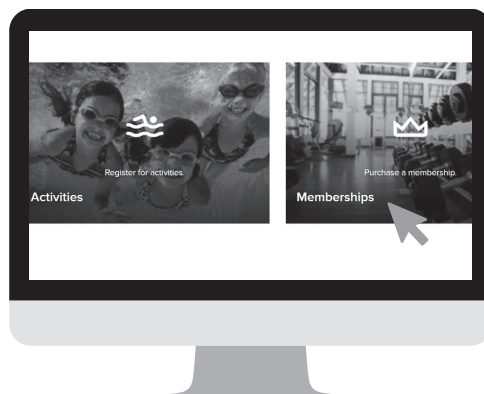 Register for activities.
Activities
Purchase a membership.
Memberships